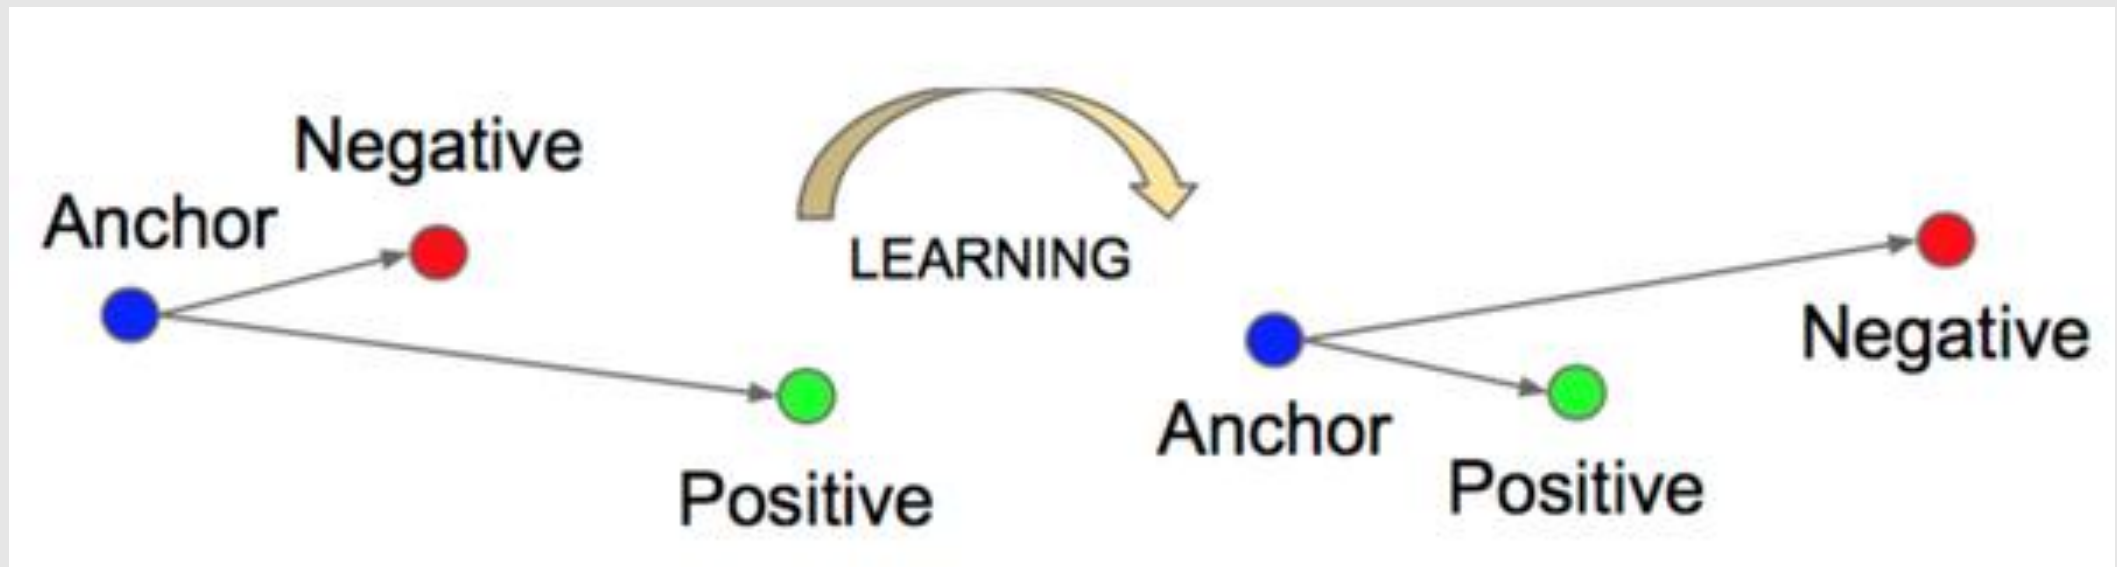 Negative
Anchor
Positive
LEARNING
Anchor
Positive
Negative